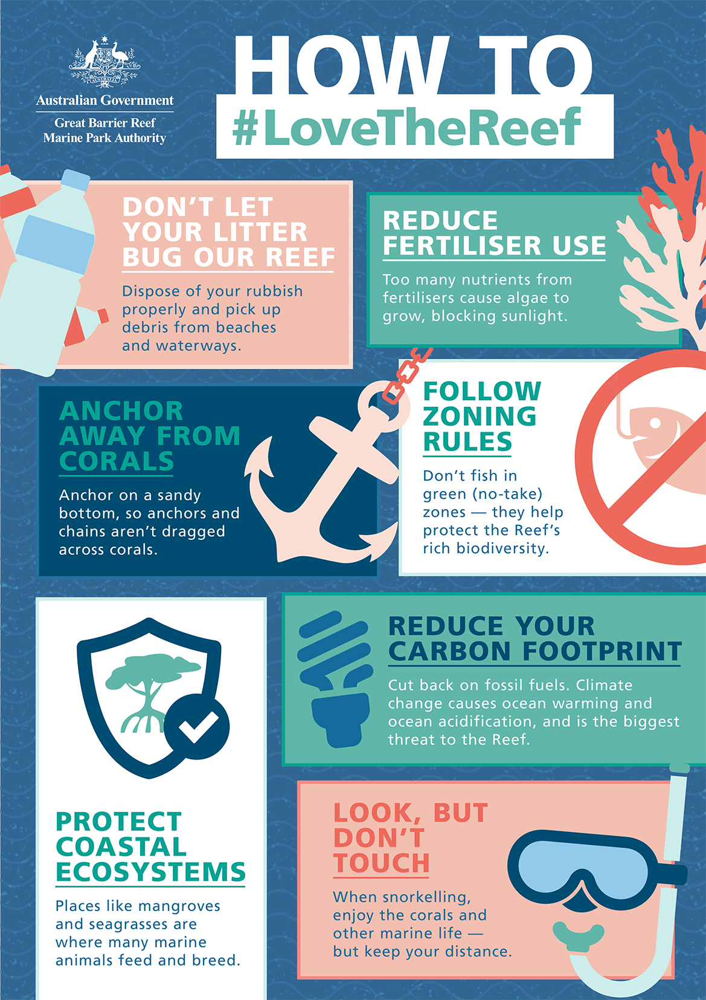 AUSTRALIA
Australian Government
Great Barrier Reef
Marine Park Authority
HOW TO
#LoveTheReef
DON'T LET
YOUR LITTER
BUG OUR REEF
Dispose of your rubbish
properly and pick up
debris from beaches
and waterways.
REDUCE
FERTILISER USE
Too many nutrients from
fertilisers cause algae to
grow, blocking sunlight.
ANCHOR
AWAY FROM
CORALS
Anchor on a sandy
bottom, so anchors and
chains aren't dragged
across corals.
FOLLOW
ZONING
RULES
Don't fish in
green (no-take)
zones — they help
protect the Reef's
rich biodiversity.
PROTECT
COASTAL
ECOSYSTEMS
Places like mangroves
and seagrasses are
where many marine
animals feed and breed.
REDUCE YOUR
CARBON FOOTPRINT
Cut back on fossil fuels. Climate
change causes ocean warming and
ocean acidification, and is the biggest
threat to the Reef.
LOOK, BUT
DON'T
TOUCH
When snorkelling,
enjoy the corals and
other marine life —
but keep your distance.